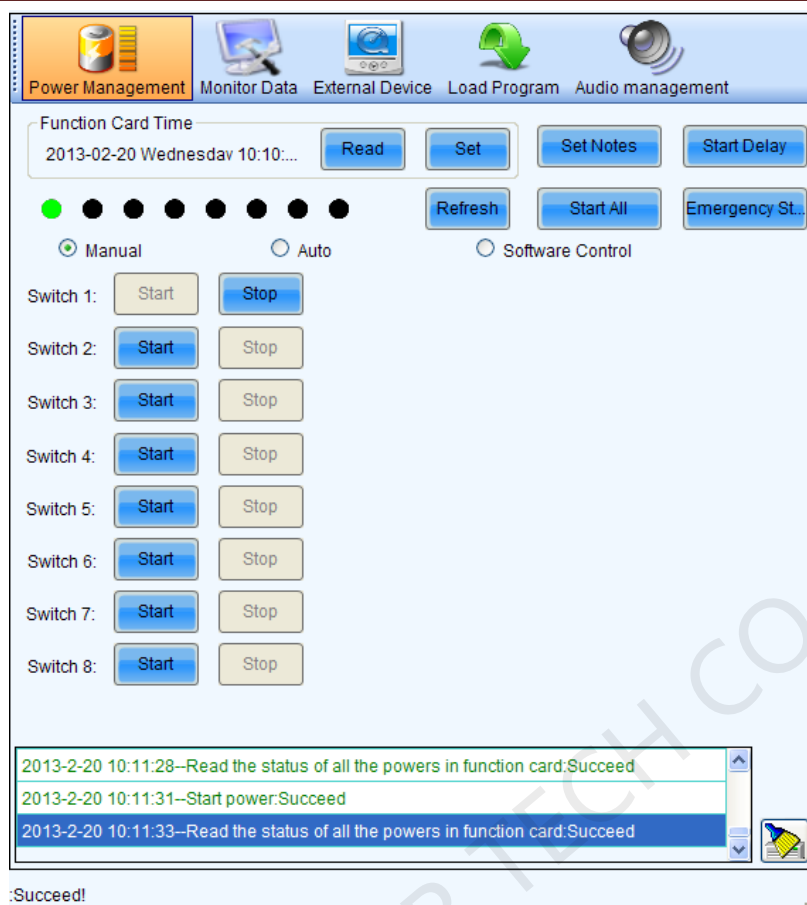 Power Management Monitor Data External Device Load Program Audio management
Function Card Time
2013-02-20 Wednesday 10:10:... Read Set Set Notes Start Delay
Refresh Start All Emergency St...
Manual Auto Software Control
Switch 1: Start Stop
Switch 2: Start Stop
Switch 3: Start Stop
Switch 4: Start Stop
Switch 5: Start Stop
Switch 6: Start Stop
Switch 7: Start Stop
Switch 8: Start Stop
2013-2-20 10:11:28--Read the status of all the powers in function card:Succeed
2013-2-20 10:11:31--Start power:Succeed
2013-2-20 10:11:33--Read the status of all the powers in function card:Succeed
:Succeed!
TECH CO